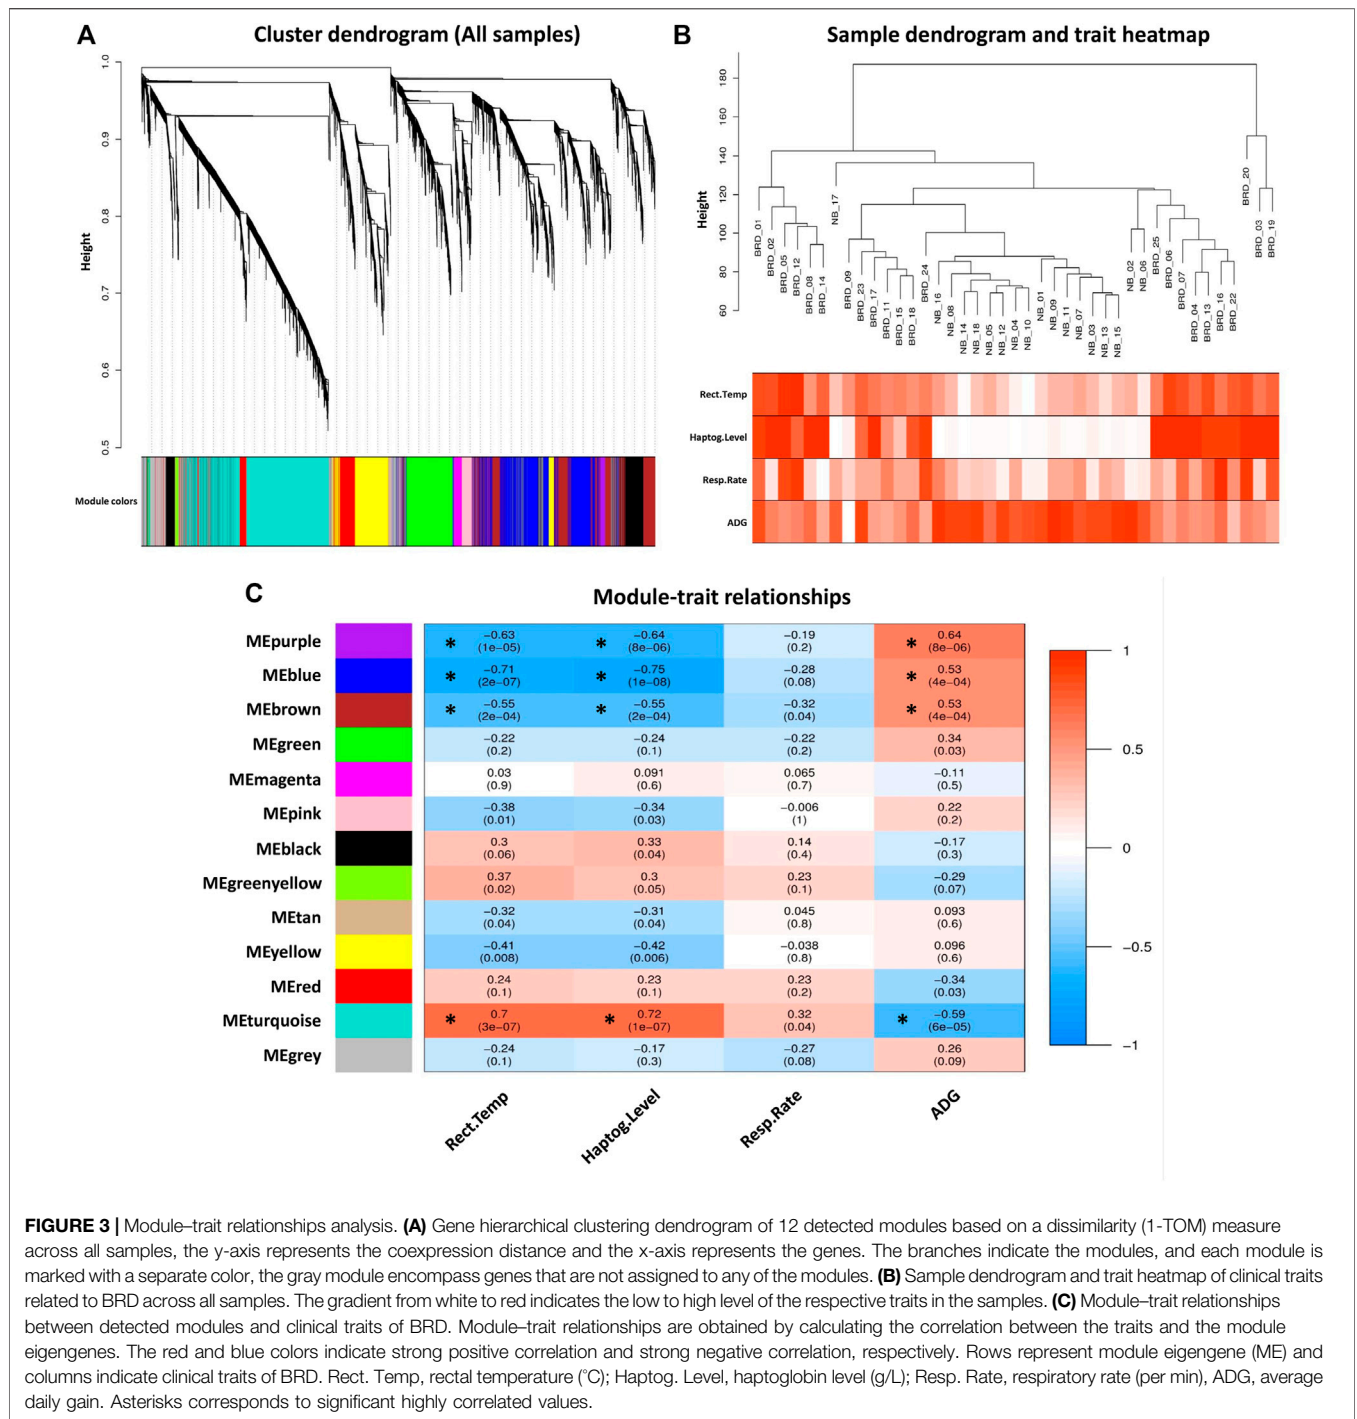 A
Cluster dendrogram (All samples)
Height
1.0
0.9
0.8
0.7
0.6
0.5
Module colors
B
Sample dendrogram and trait heatmap
Height
180
160
140
120
100
80
60
BRD_01
BRD_02
BRD_05
BRD_12
BRD_08
BRD_14
NB_17
BRD_09
BRD_23
BRD_17
BRD_11
BRD_15
BRD_18
BRD_24
NB_16
NB_08
NB_14
NB_18
NB_05
NB_12
NB_04
NB_10
NB_01
NB_09
NB_11
NB_07
NB_03
NB_13
NB_15
NB_02
NB_06
BRD_25
BRD_06
BRD_07
BRD_04
BRD_13
BRD_16
BRD_22
BRD_20
BRD_03
BRD_19
Rect.Temp
Haptog.Level
Resp.Rate
ADG
C
Module-trait relationships
MEpurple * −0.63 * −0.64 −0.19 * 0.64
(1e−05) (8e−06) (0.2) (8e−06)
MEblue * −0.71 * −0.75 −0.28 * 0.53
(2e−07) (1e−08) (0.08) (4e−04)
MEbrown * −0.55 * −0.55 −0.32 * 0.53
(2e−04) (2e−04) (0.04) (4e−04)
MEgreen −0.22 −0.24 −0.22 0.34
(0.2) (0.1) (0.2) (0.03)
MEmagenta 0.03 0.091 0.065 −0.11
(0.9) (0.6) (0.7) (0.5)
MEpink −0.38 −0.34 −0.006 0.22
(0.01) (0.03) (1) (0.2)
MEblack 0.3 0.33 0.14 −0.17
(0.06) (0.04) (0.4) (0.3)
MEgreenyellow 0.37 0.3 0.23 −0.29
(0.02) (0.05) (0.1) (0.07)
MEtan −0.32 −0.31 0.045 0.093
(0.04) (0.04) (0.8) (0.6)
MEyellow −0.41 −0.42 −0.038 0.096
(0.008) (0.006) (0.8) (0.6)
MEred 0.24 0.23 0.23 −0.34
(0.1) (0.1) (0.2) (0.03)
MEturquoise * 0.7 * 0.72 0.32 * −0.59
(3e−07) (1e−07) (0.04) (6e−05)
MEgrey −0.24 −0.17 −0.27 0.26
(0.1) (0.3) (0.08) (0.09)
Rect.Temp
Haptog.Level
Resp.Rate
ADG
1
0.5
0
−0.5
−1
FIGURE 3 | Module–trait relationships analysis. (A) Gene hierarchical clustering dendrogram of 12 detected modules based on a dissimilarity (1-TOM) measure
across all samples, the y-axis represents the coexpression distance and the x-axis represents the genes. The branches indicate the modules, and each module is
marked with a separate color, the gray module encompass genes that are not assigned to any of the modules. (B) Sample dendrogram and trait heatmap of clinical traits
related to BRD across all samples. The gradient from white to red indicates the low to high level of the respective traits in the samples. (C) Module–trait relationships
between detected modules and clinical traits of BRD. Module–trait relationships are obtained by calculating the correlation between the traits and the module
eigengenes. The red and blue colors indicate strong positive correlation and strong negative correlation, respectively. Rows represent module eigengene (ME) and
columns indicate clinical traits of BRD. Rect. Temp, rectal temperature (°C); Haptog. Level, haptoglobin level (g/L); Resp. Rate, respiratory rate (per min), ADG, average
daily gain. Asterisks corresponds to significant highly correlated values.